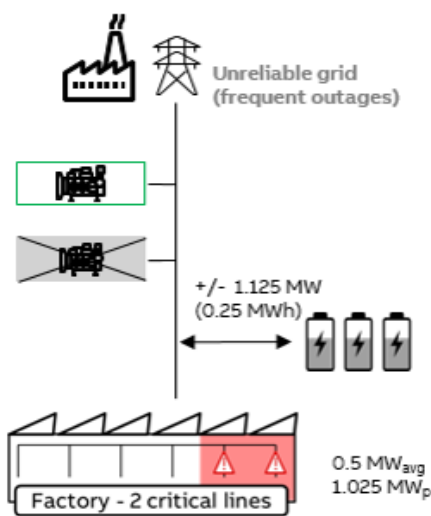 Unreliable grid
(frequent outages)
+/- 1.125 MW
(0.25 MWh)
0.5 MWavg
1.025 MWp
Factory - 2 critical lines